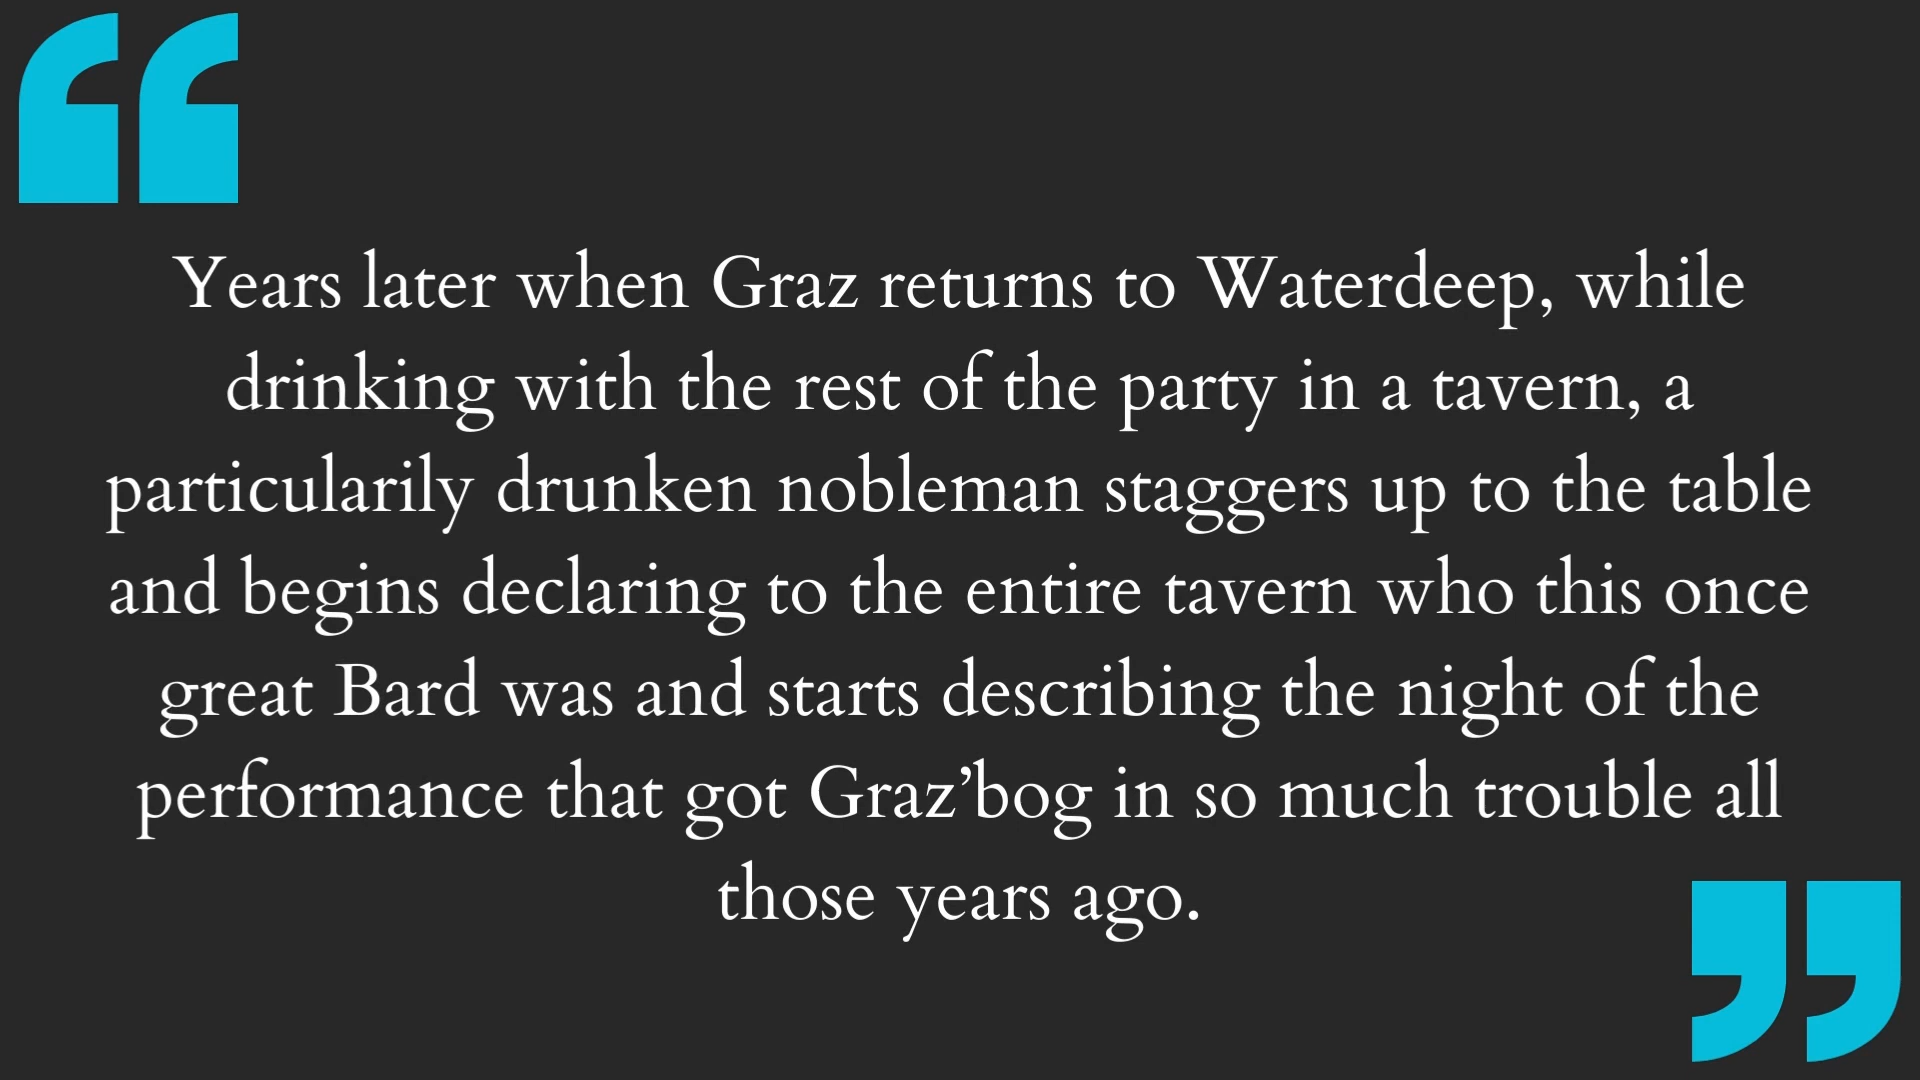 Years later when Graz returns to Waterdeep, while
drinking with the rest of the party in a tavern, a
particularily drunken nobleman staggers up to the table
and begins declaring to the entire tavern who this once
great Bard was and starts describing the night of the
performance that got Graz’bog in so much trouble all
those years ago.